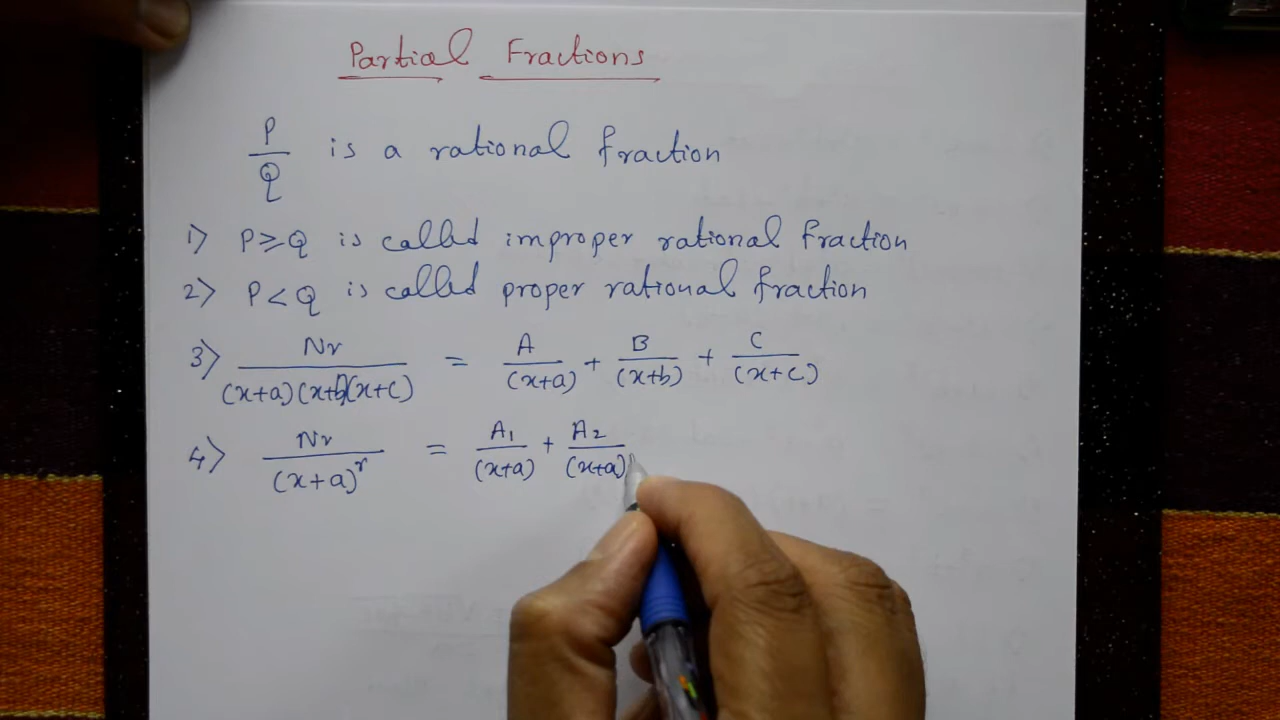 Partial Fractions
P/Q is a rational fraction
1) P≥Q is called improper rational fraction
2) P<Q is called proper rational fraction
3) Nr/(x+a)(x+b)(x+c) = A/(x+a) + B/(x+b) + C/(x+c)
4) Nr/(x+a)^r = A1/(x+a) + A2/(x+a)